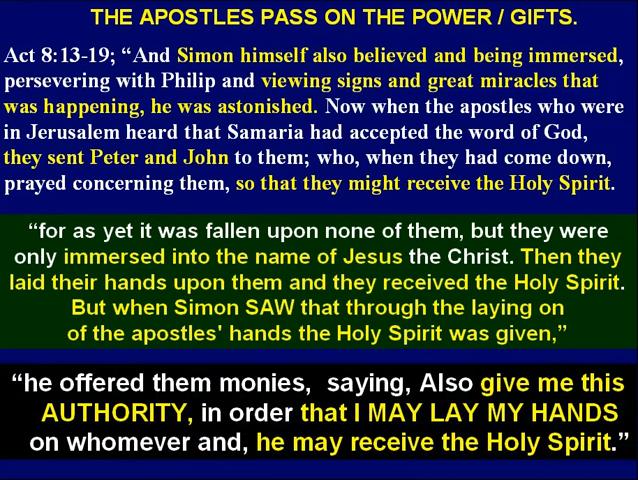 THE APOSTLES PASS ON THE POWER / GIFTS.
Act 8:13-19; “And Simon himself also believed and being immersed,
persevering with Philip and viewing signs and great miracles that
was happening, he was astonished. Now when the apostles who were
in Jerusalem heard that Samaria had accepted the word of God,
they sent Peter and John to them; who, when they had come down,
prayed concerning them, so that they might receive the Holy Spirit.
“for as yet it was fallen upon none of them, but they were
only immersed into the name of Jesus the Christ. Then they
laid their hands upon them and they received the Holy Spirit.
But when Simon SAW that through the laying on
of the apostles' hands the Holy Spirit was given,”
“he offered them monies, saying, Also give me this
AUTHORITY, in order that I MAY LAY MY HANDS
on whomever and, he may receive the Holy Spirit.”